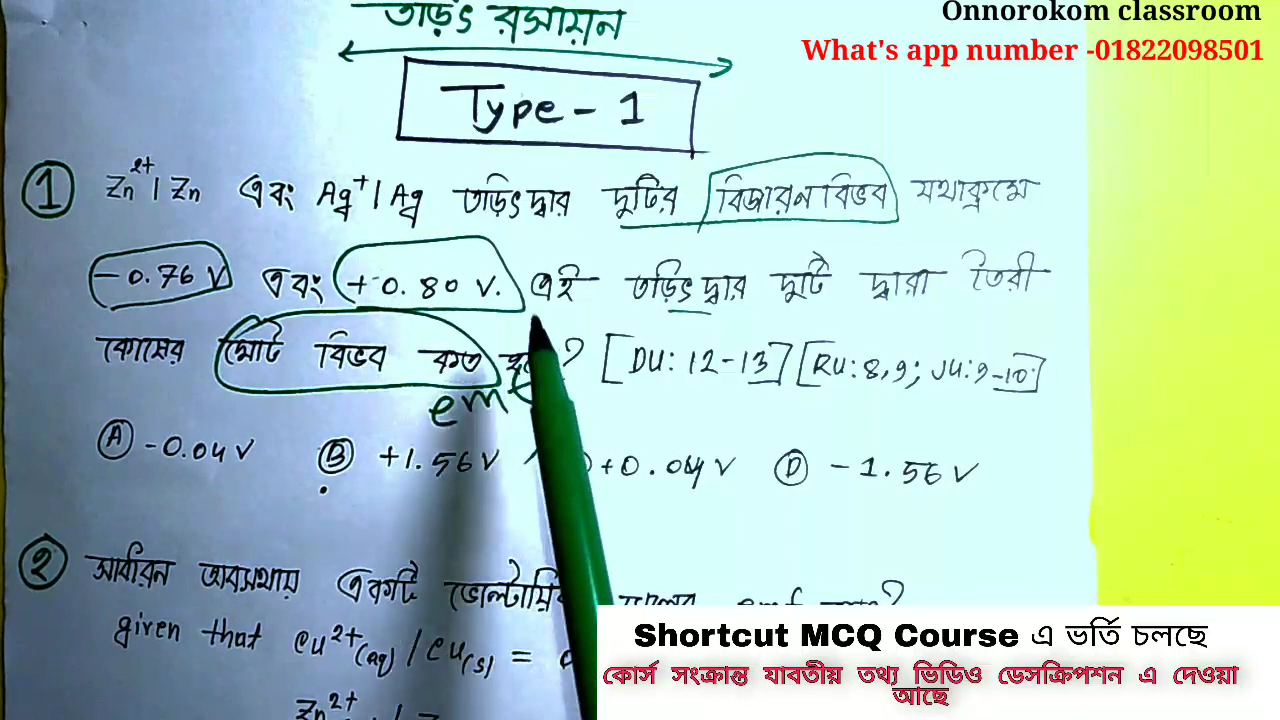 Onnorokom classroom
What's app number -01822098501
তড়িৎ রসায়ন
Type - 1
① Zn²⁺ | Zn এবং Ag⁺ | Ag তড়িৎদ্বার দুটির বিজারন বিভব যথাক্রমে
-0.76 V এবং +0.80 V. এই তড়িৎদ্বার দুটি দ্বারা তৈরী
কোষের মোট বিভব কত ? [DU: 12-13] [RU: 8,9; JU: 9-10]
em
Ⓐ -0.04 V Ⓑ +1.56 V +0.04 V Ⓓ -1.56 V
② একটি
given that Cu²⁺(aq) / Cu(s) =
Zn²⁺
Shortcut MCQ Course এ ভর্তি চলছে
কোর্স সংক্রান্ত যাবতীয় তথ্য ভিডিও ডেসক্রিপশন এ দেওয়া
আছে